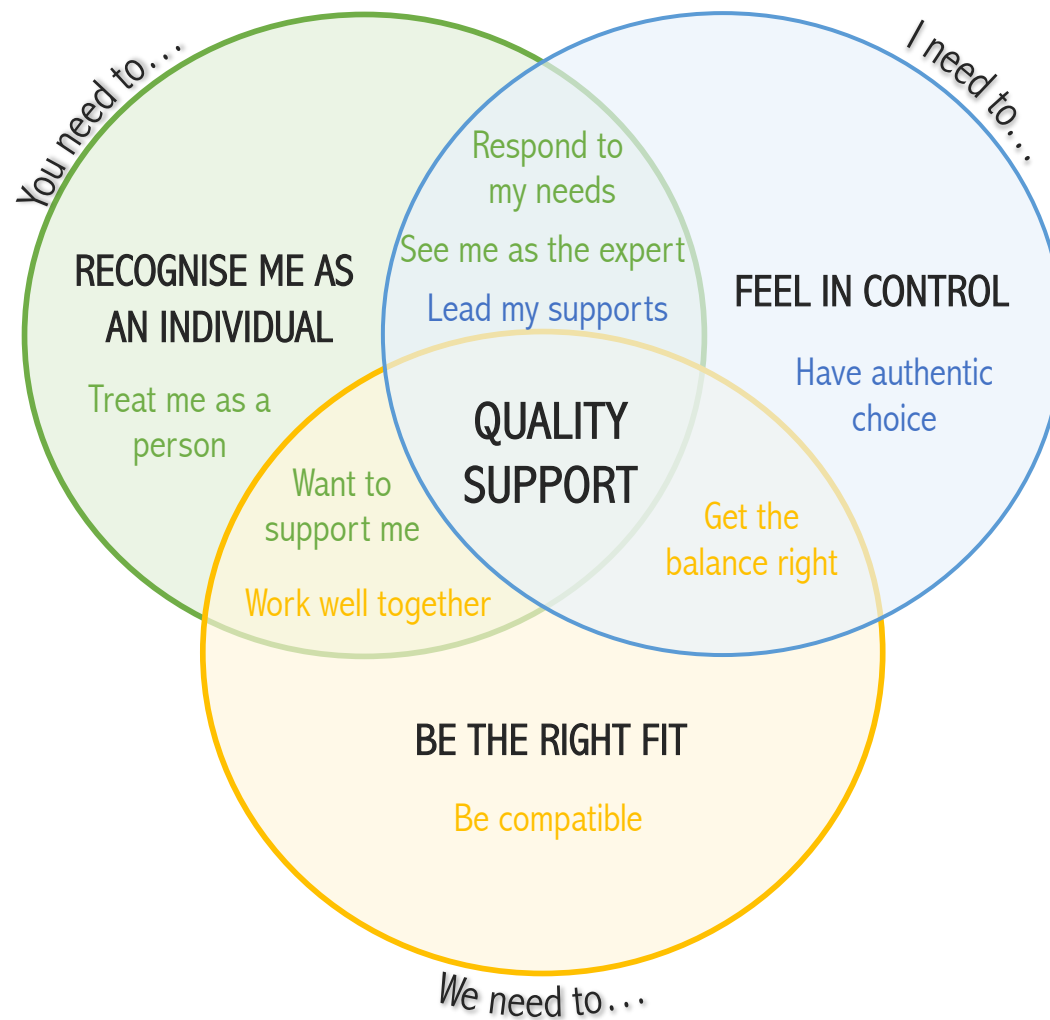 You need to...
I need to...
Respond to
my needs
See me as the expert
Lead my supports
RECOGNISE ME AS
AN INDIVIDUAL
Treat me as a
person
FEEL IN CONTROL
Have authentic
choice
QUALITY
SUPPORT
Want to
support me
Work well together
Get the
balance right
BE THE RIGHT FIT
Be compatible
We need to...